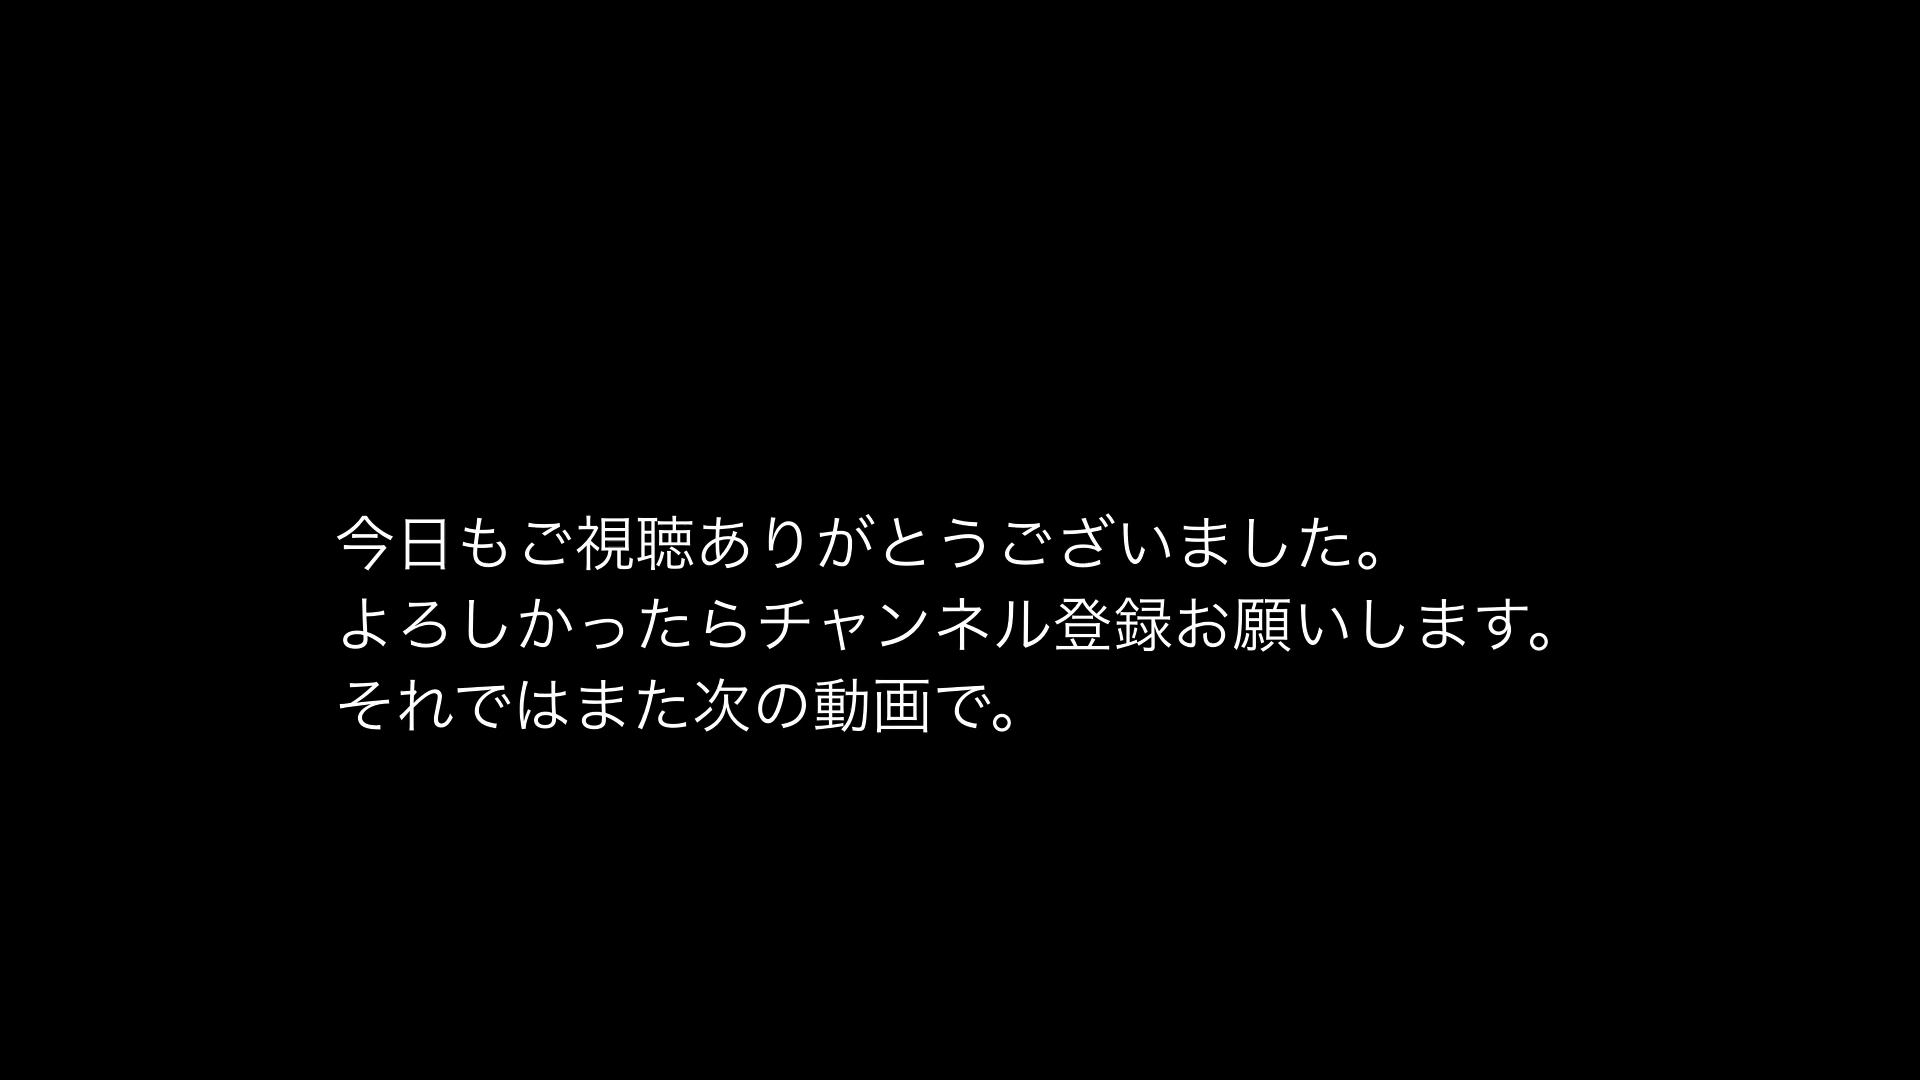 今日もご視聴ありがとうございました。
よろしかったらチャンネル登録お願いします。
それではまた次の動画で。